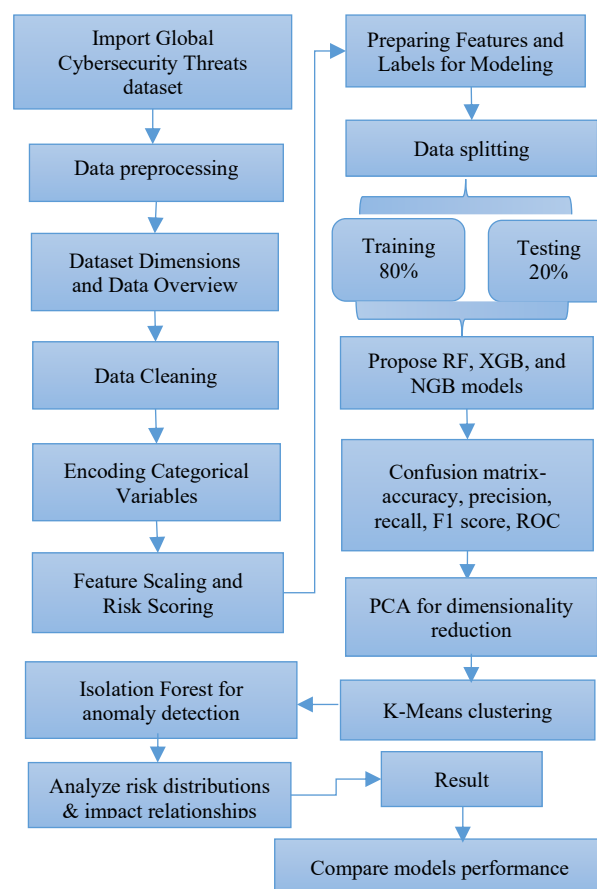 Import Global
Cybersecurity Threats
dataset
Data preprocessing
Dataset Dimensions
and Data Overview
Data Cleaning
Encoding Categorical
Variables
Feature Scaling and
Risk Scoring
Preparing Features and
Labels for Modeling
Data splitting
Training
80%
Testing
20%
Propose RF, XGB, and
NGB models
Confusion matrix-
accuracy, precision,
recall, F1 score, ROC
PCA for dimensionality
reduction
K-Means clustering
Isolation Forest for
anomaly detection
Analyze risk distributions
& impact relationships
Result
Compare models performance